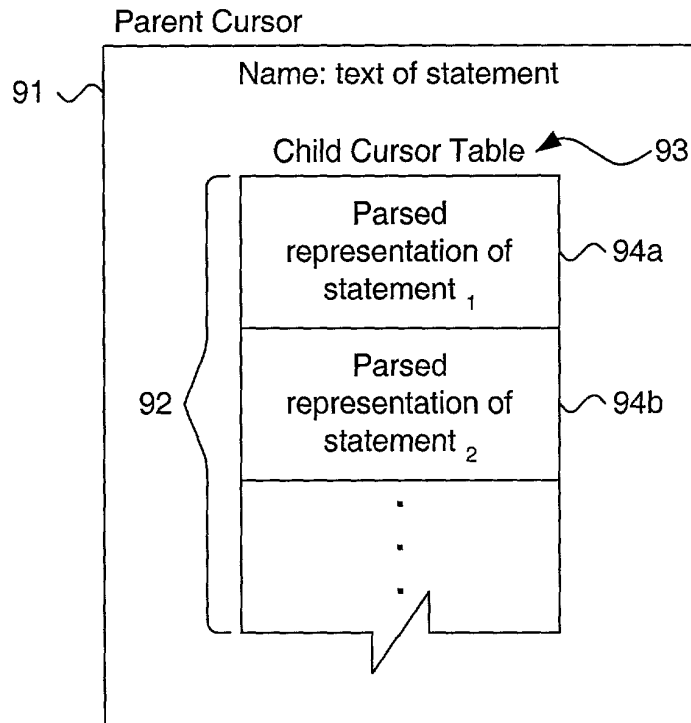 Parent Cursor
91
Name: text of statement
Child Cursor Table
93
Parsed
representation of
statement 1
94a
92
Parsed
representation of
statement 2
94b